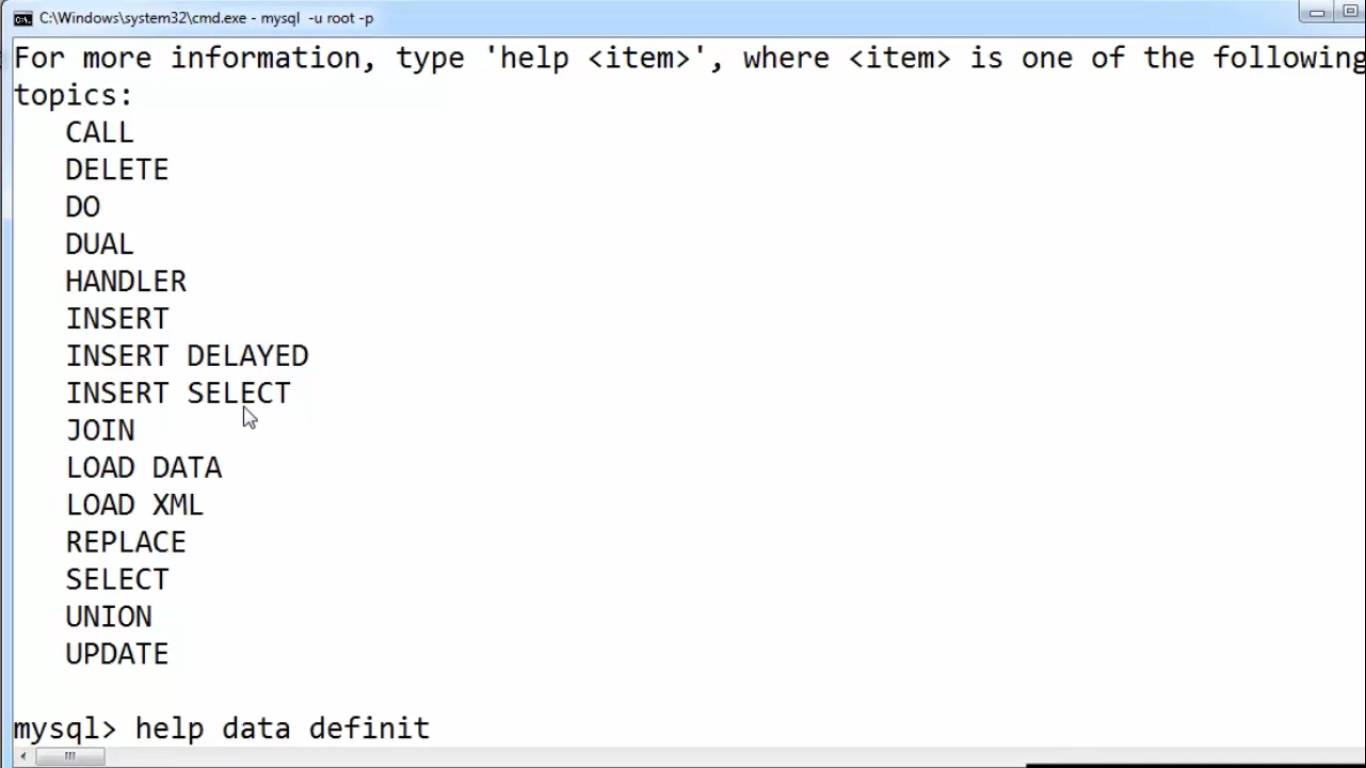 C:\Windows\system32\cmd.exe - mysql  -u root -p
For more information, type 'help <item>', where <item> is one of the following
topics:
   CALL
   DELETE
   DO
   DUAL
   HANDLER
   INSERT
   INSERT DELAYED
   INSERT SELECT
   JOIN
   LOAD DATA
   LOAD XML
   REPLACE
   SELECT
   UNION
   UPDATE
mysql> help data definit